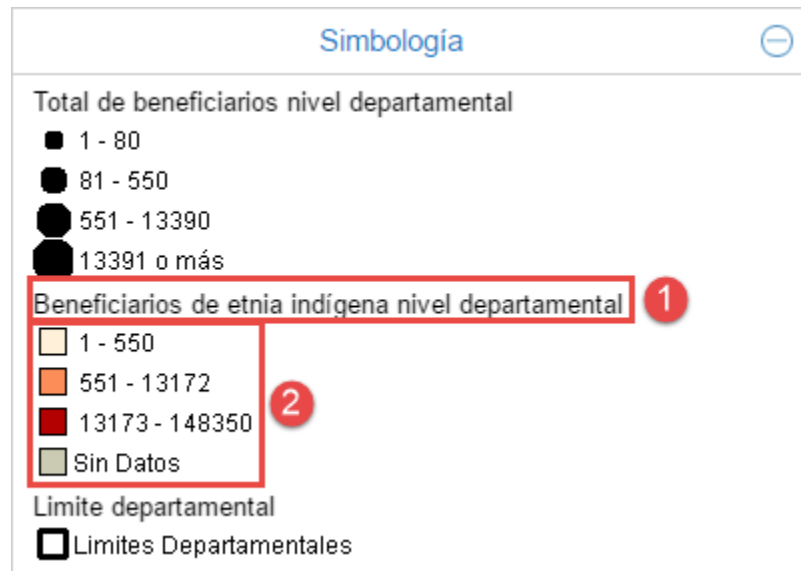 Simbología
Total de beneficiarios nivel departamental
1 - 80
81 - 550
551 - 13390
13391 o más
Beneficiarios de etnia indígena nivel departamental 1
1 - 550
551 - 13172
13173 - 148350
2
Sin Datos
Limite departamental
Limites Departamentales